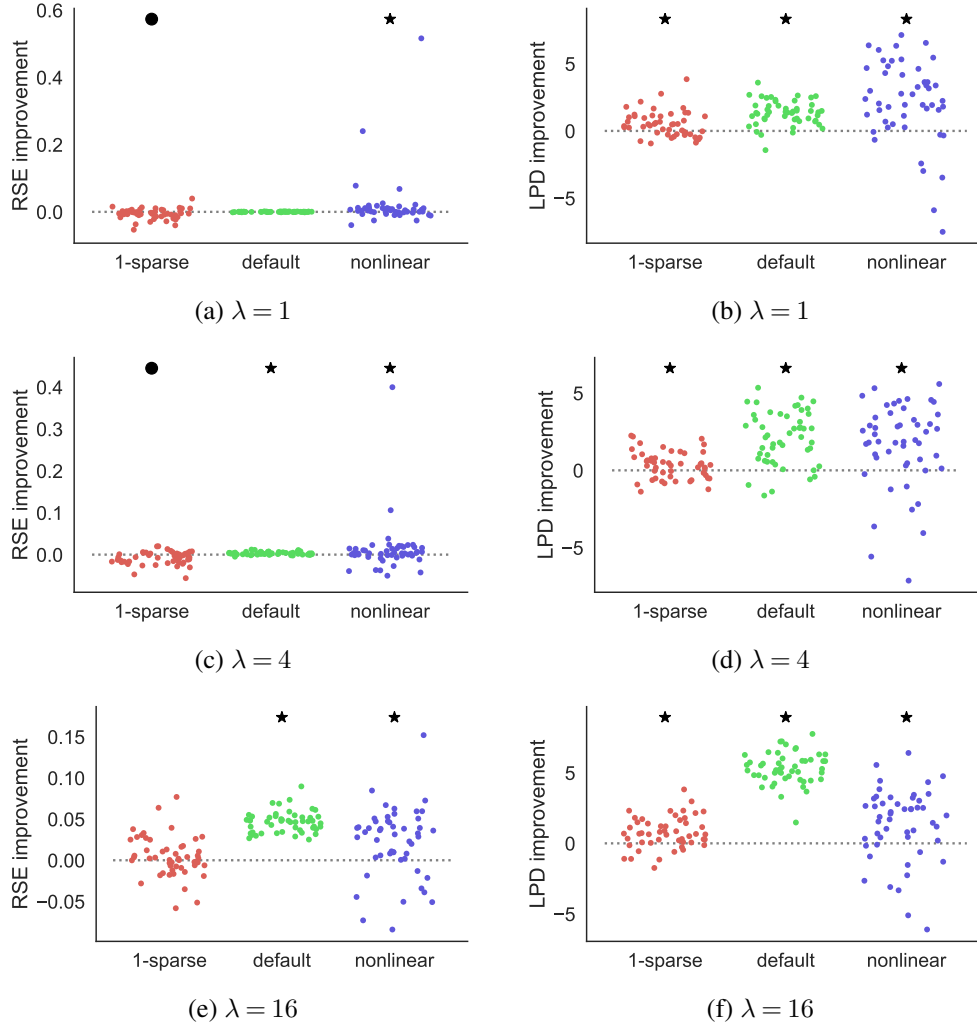 RSE improvement
0.6
0.4
0.2
0.0
1-sparse default nonlinear
(a) λ = 1
LPD improvement
5
0
−5
1-sparse default nonlinear
(b) λ = 1
RSE improvement
0.4
0.3
0.2
0.1
0.0
1-sparse default nonlinear
(c) λ = 4
LPD improvement
5
0
−5
1-sparse default nonlinear
(d) λ = 4
RSE improvement
0.15
0.10
0.05
0.00
−0.05
1-sparse default nonlinear
(e) λ = 16
LPD improvement
5
0
−5
1-sparse default nonlinear
(f) λ = 16